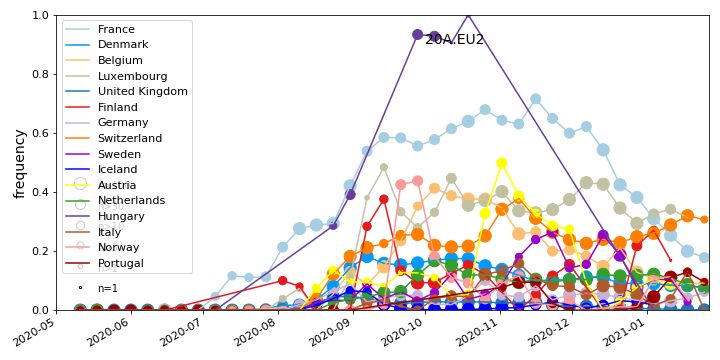 20A.EU2
frequency
1.0
0.8
0.6
0.4
0.2
0.0
France
Denmark
Belgium
Luxembourg
United Kingdom
Finland
Germany
Switzerland
Sweden
Iceland
Austria
Netherlands
Hungary
Italy
Norway
Portugal
n=1
2020-05
2020-06
2020-07
2020-08
2020-09
2020-10
2020-11
2020-12
2021-01